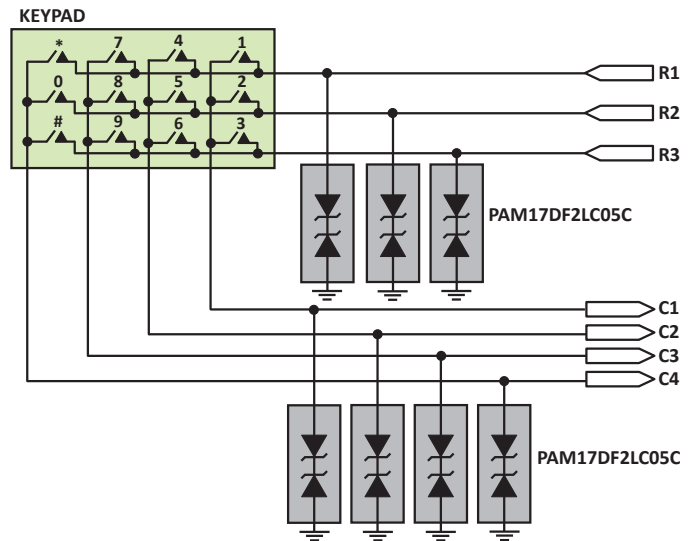 KEYPAD
* 7 4 1
R1
0 8 5 2
R2
# 9 6 3
R3
PAM17DF2LC05C
C1
C2
C3
C4
PAM17DF2LC05C